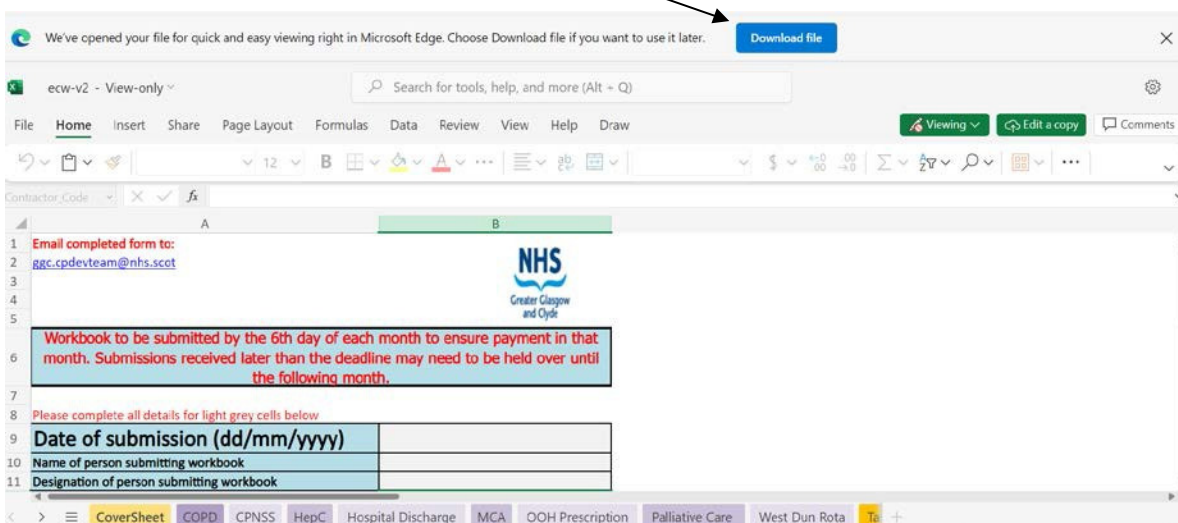 We've opened your file for quick and easy viewing right in Microsoft Edge. Choose Download file if you want to use it later. Download file
ecw-v2 - View-only
Search for tools, help, and more (Alt + Q)
File Home Insert Share Page Layout Formulas Data Review View Help Draw Viewing Edit a copy Comments
12 B A ab $ .00
Contractor_Code fx
A B
1 Email completed form to:
2 ggc.cpdevteam@nhs.scot
3
4
5
NHS
Greater Glasgow
and Clyde
Workbook to be submitted by the 6th day of each month to ensure payment in that
6 month. Submissions received later than the deadline may need to be held over until
the following month.
7
8 Please complete all details for light grey cells below
9 Date of submission (dd/mm/yyyy)
10 Name of person submitting workbook
11 Designation of person submitting workbook
CoverSheet COPD CPNSS HepC Hospital Discharge MCA OOH Prescription Palliative Care West Dun Rota Ta